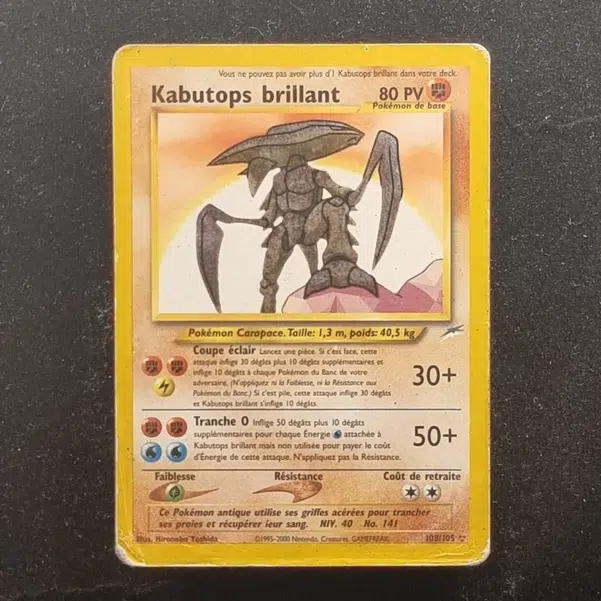 Vous ne pouvez pas avoir plus d'1 Kabutops brillant dans votre deck.
Kabutops brillant 80 PV
Pokémon de base
Pokémon Carapace. Taille: 1,3 m, poids: 40,5 kg
Coupe éclair Lancez une pièce. Si c'est face, cette
attaque inflige 30 dégâts plus 10 dégâts supplémentaires et
inflige 10 dégâts à chaque Pokémon du Banc de votre
adversaire. (N'appliquez ni la Faiblesse, ni la Résistance aux
Pokémon du Banc.) Si c'est pile, cette attaque inflige 30 dégâts
et Kabutops brillant s'inflige 10 dégâts.
30+
Tranche O Inflige 50 dégâts plus 10 dégâts
supplémentaires pour chaque Énergie attachée à
Kabutops brillant mais non utilisée pour payer le coût
d'Énergie de cette attaque. N'appliquez pas la Résistance.
50+
Faiblesse Résistance Coût de retraite
Ce Pokémon antique utilise ses griffes acérées pour trancher
ses proies et récupérer leur sang. NIV. 40 No. 141
Illus. Hironobu Yoshida ©1995-2000 Nintendo, Creatures, GAMEFREAK. 108/105